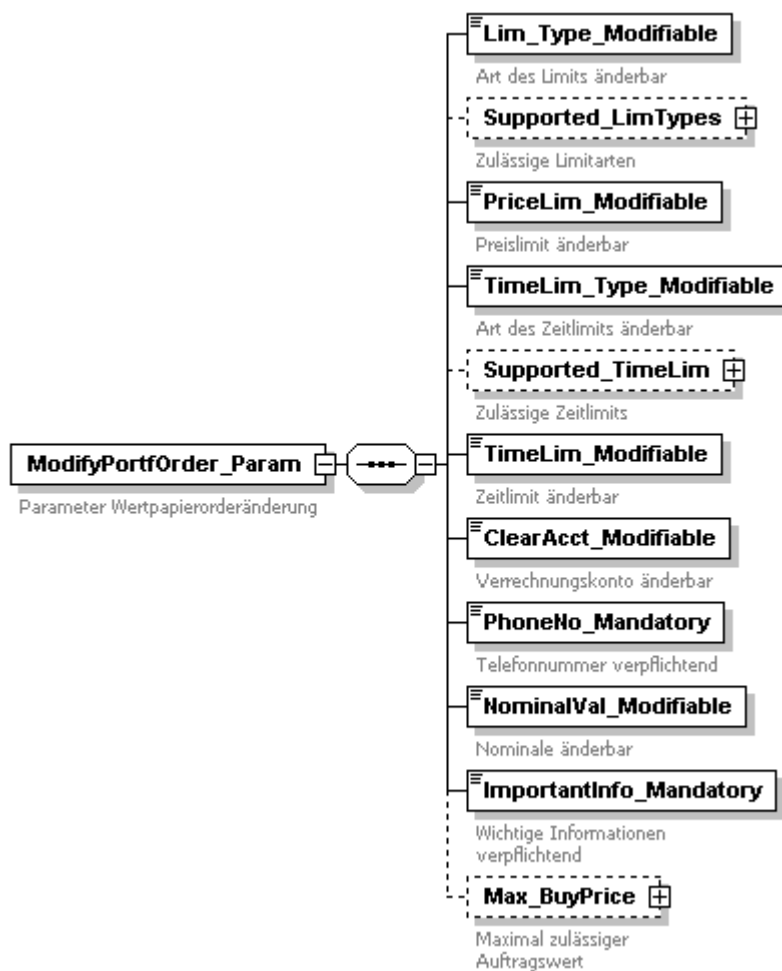 Lim_Type_Modifiable
Art des Limits änderbar
Supported_LimTypes
Zulässige Limitarten
PriceLim_Modifiable
Preislimit änderbar
TimeLim_Type_Modifiable
Art des Zeitlimits änderbar
Supported_TimeLim
Zulässige Zeitlimits
ModifyPortfOrder_Param
Parameter Wertpapierorderänderung
TimeLim_Modifiable
Zeitlimit änderbar
ClearAcct_Modifiable
Verrechnungskonto änderbar
PhoneNo_Mandatory
Telefonnummer verpflichtend
NominalVal_Modifiable
Nominale änderbar
ImportantInfo_Mandatory
Wichtige Informationen
verpflichtend
Max_BuyPrice
Maximal zulässiger
Auftragswert